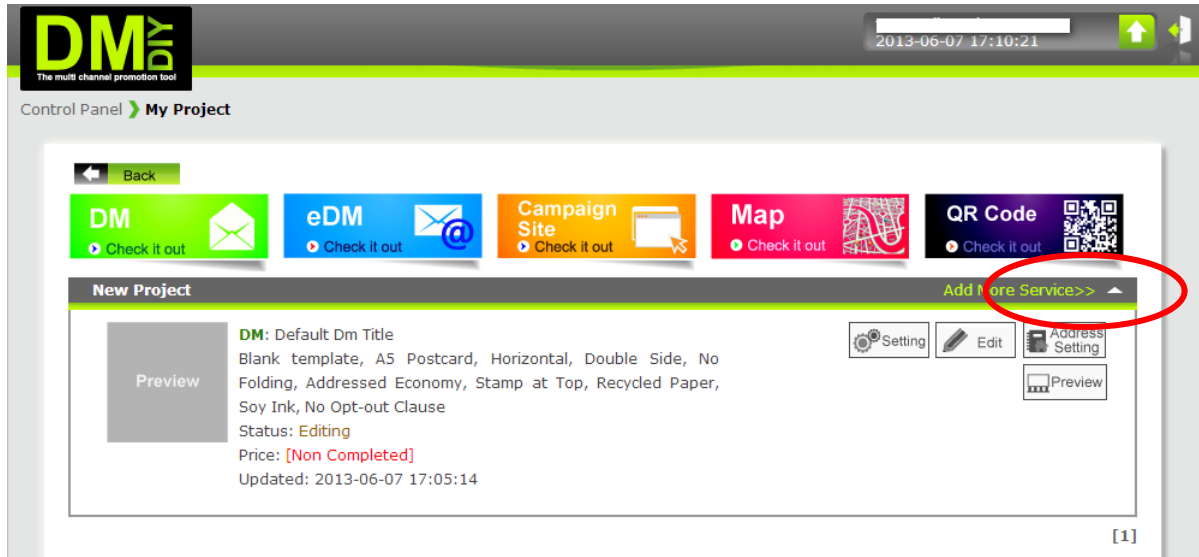 DM DIY
The multi channel promotion tool
2013-06-07 17:10:21
Control Panel ❯ My Project
Back
DM
Check it out
eDM
@
Check it out
Campaign
Site
Check it out
Map
Check it out
QR Code
Check it out
New Project
Add More Service>>
Preview
DM: Default Dm Title
Blank template, A5 Postcard, Horizontal, Double Side, No
Folding, Addressed Economy, Stamp at Top, Recycled Paper,
Soy Ink, No Opt-out Clause
Status: Editing
Price: [Non Completed]
Updated: 2013-06-07 17:05:14
Setting
Edit
Address
Setting
Preview
[1]